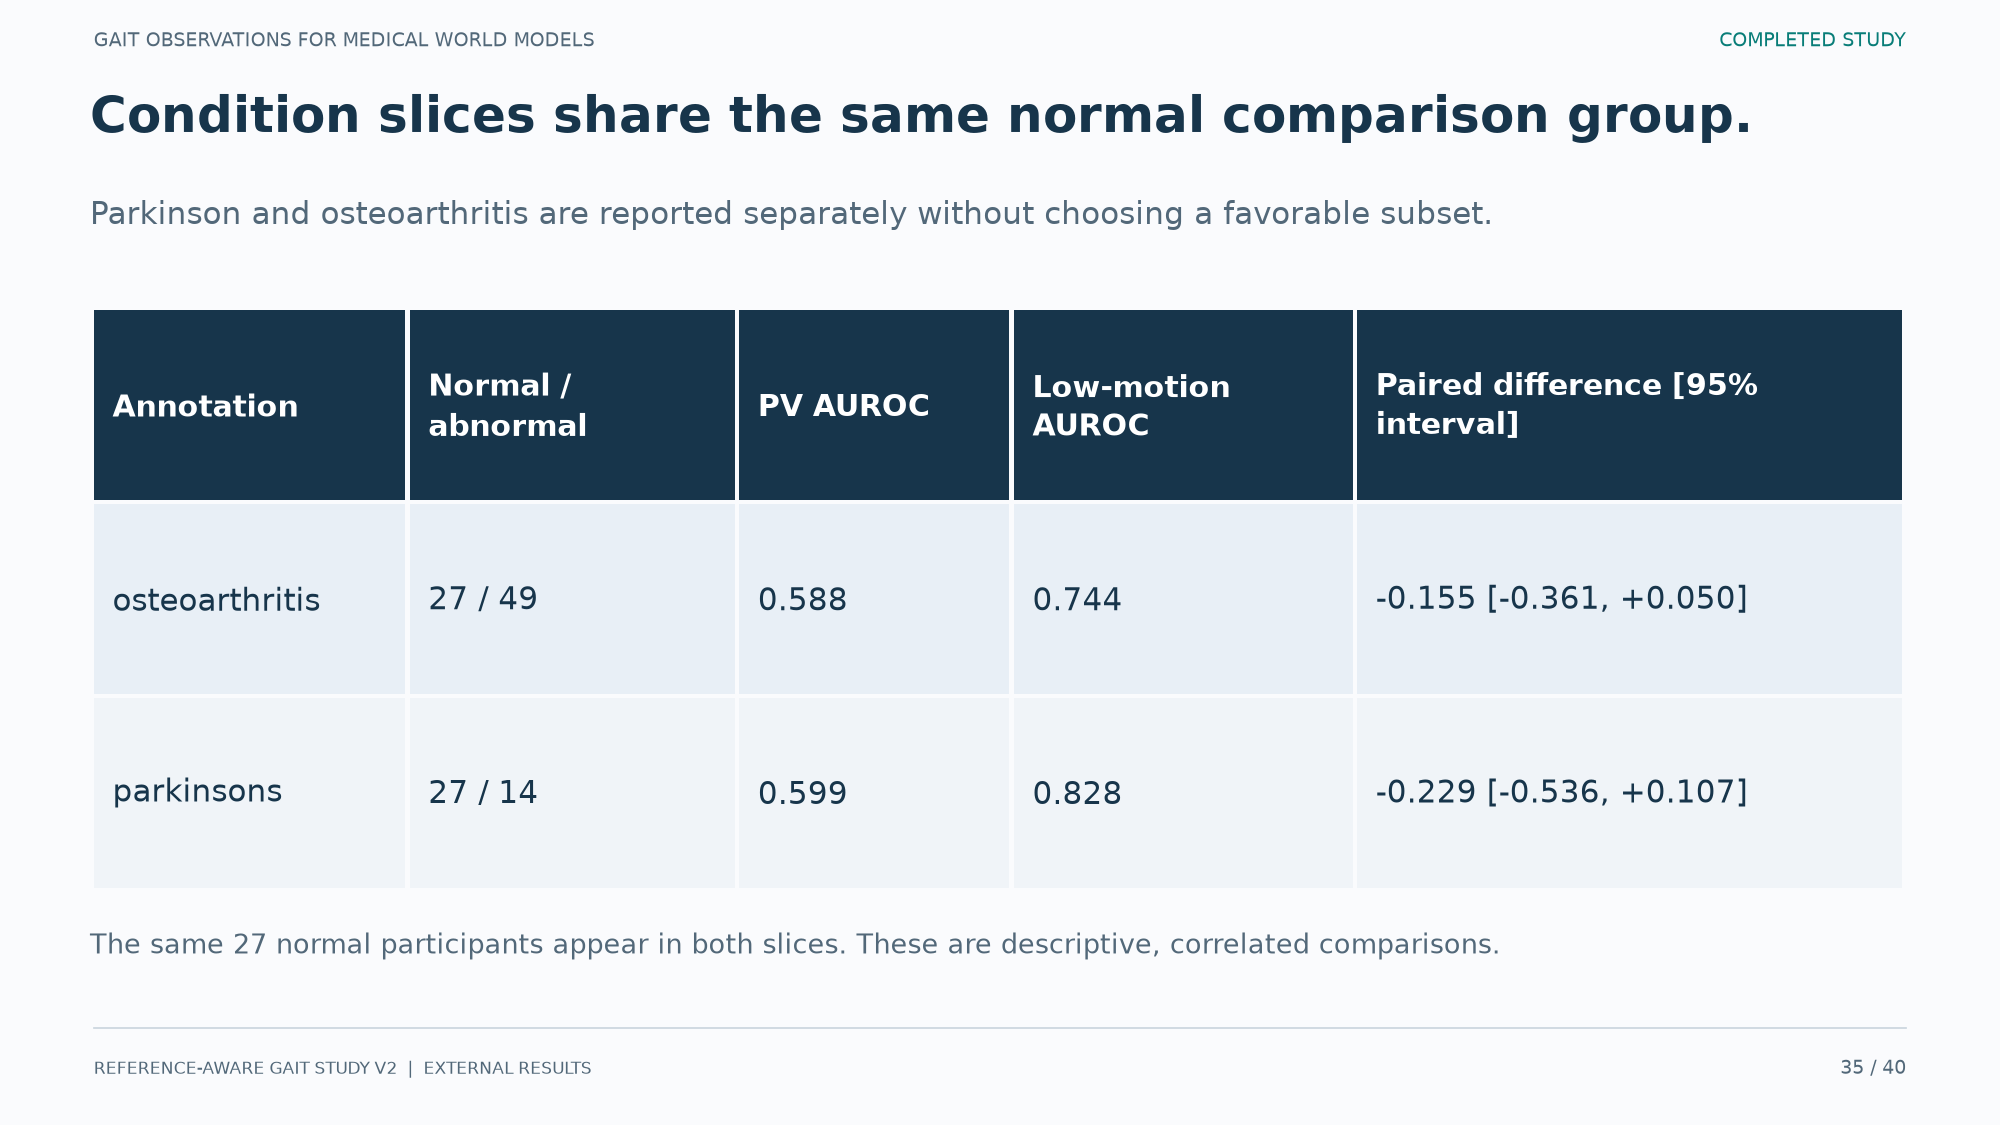 GAIT OBSERVATIONS FOR MEDICAL WORLD MODELS
COMPLETED STUDY
Condition slices share the same normal comparison group.
Parkinson and osteoarthritis are reported separately without choosing a favorable subset.
Annotation
Normal /
abnormal
PV AUROC
Low-motion
AUROC
Paired difference [95%
interval]
osteoarthritis
27 / 49
0.588
0.744
-0.155 [-0.361, +0.050]
parkinsons
27 / 14
0.599
0.828
-0.229 [-0.536, +0.107]
The same 27 normal participants appear in both slices. These are descriptive, correlated comparisons.
REFERENCE-AWARE GAIT STUDY V2 | EXTERNAL RESULTS
35 / 40